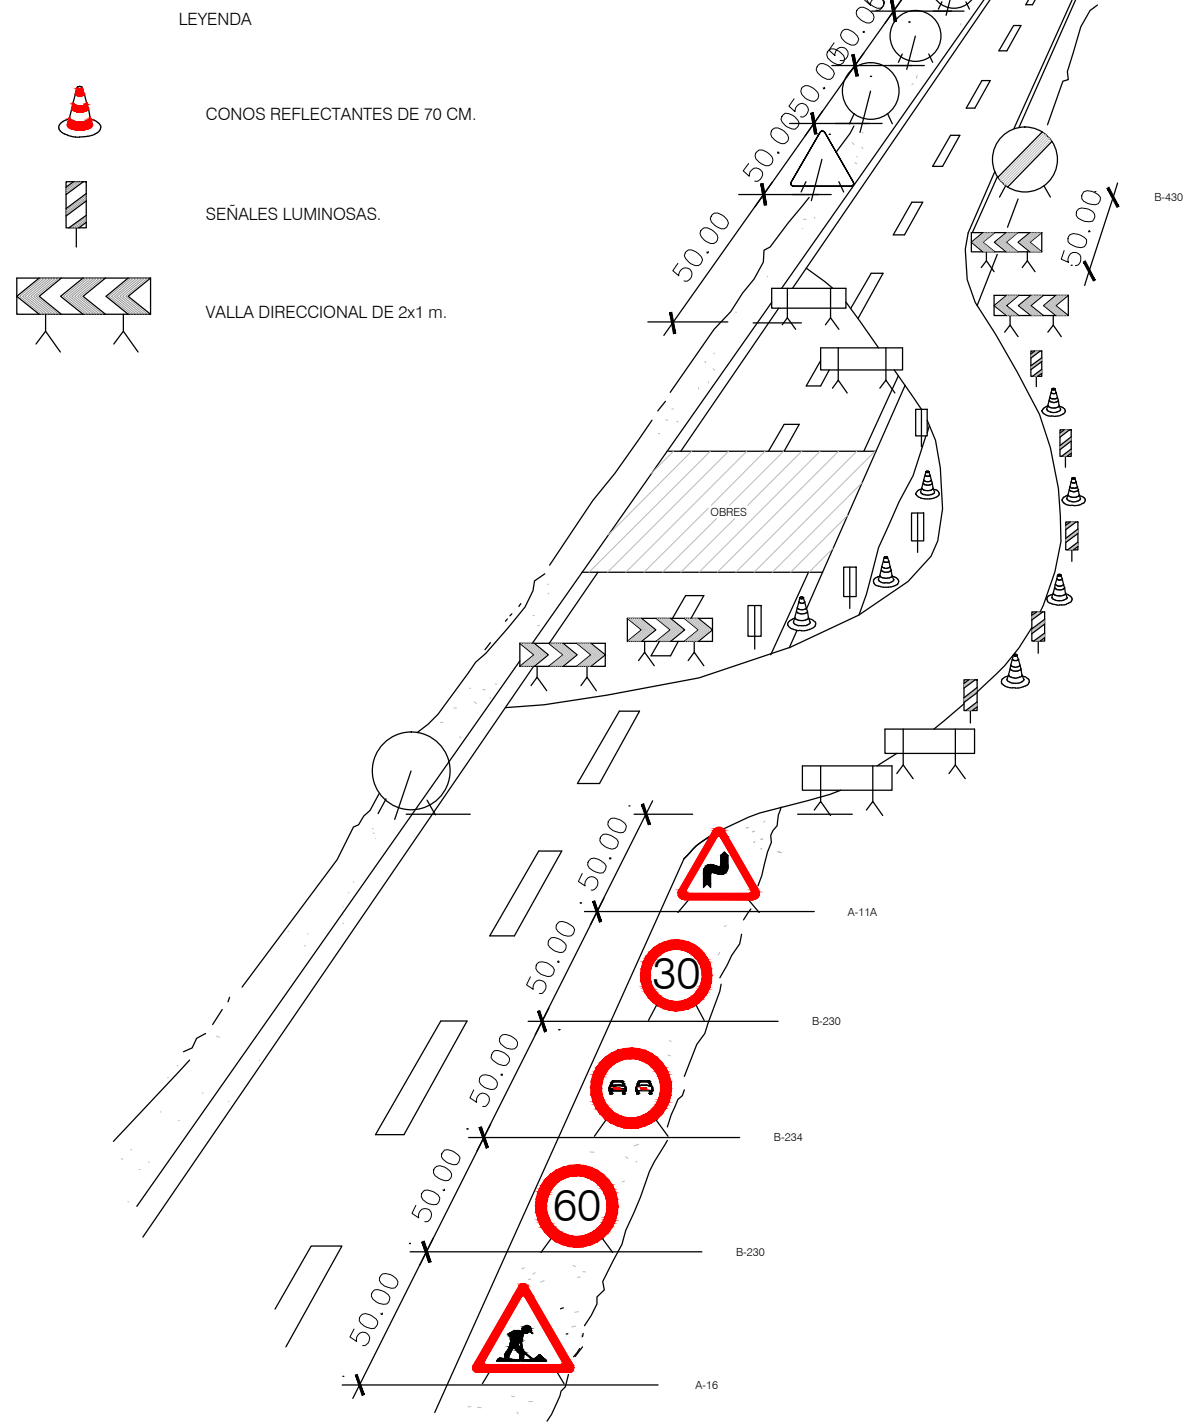 LEYENDA
CONOS REFLECTANTES DE 70 CM.
SEÑALES LUMINOSAS.
VALLA DIRECCIONAL DE 2x1 m.
50.00
50.00
50.00
50.00
B-430
50.00
OBRES
50.00
A-11A
50.00
30
B-230
50.00
B-234
50.00
60
B-230
50.00
A-16